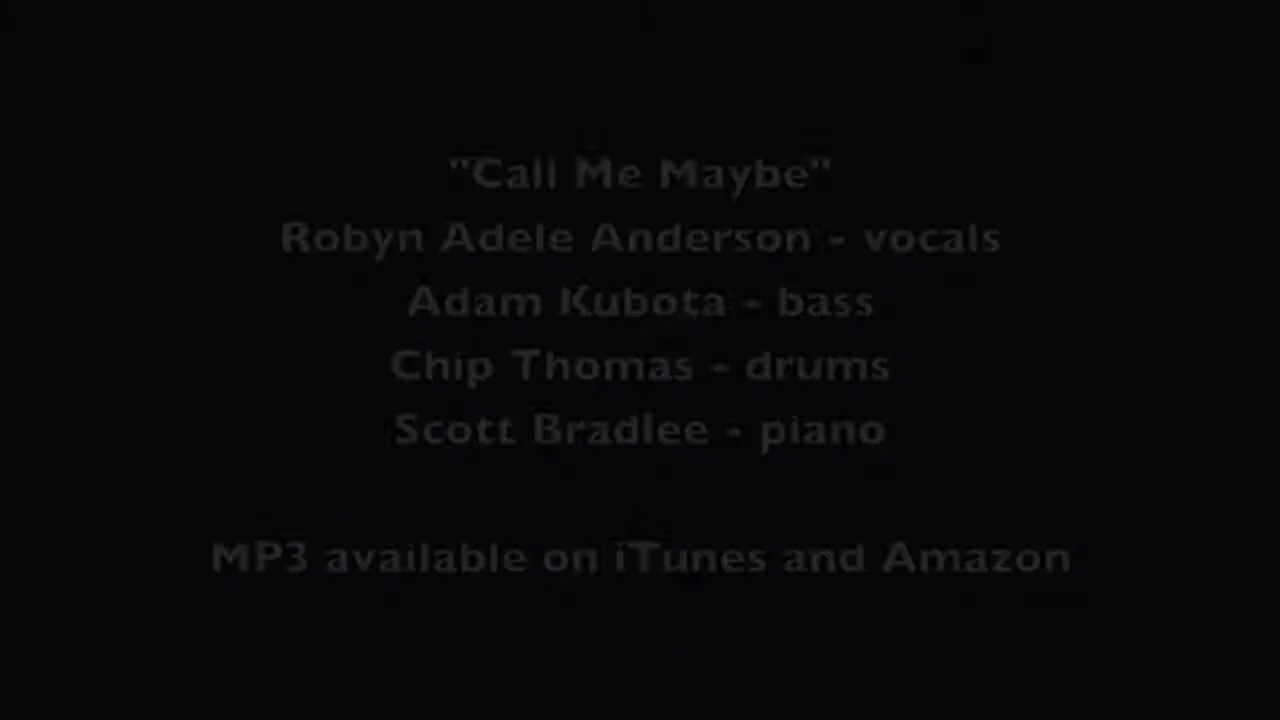 "Call Me Maybe"
Robyn Adele Anderson - vocals
Adam Kubota - bass
Chip Thomas - drums
Scott Bradlee - piano
MP3 available on iTunes and Amazon